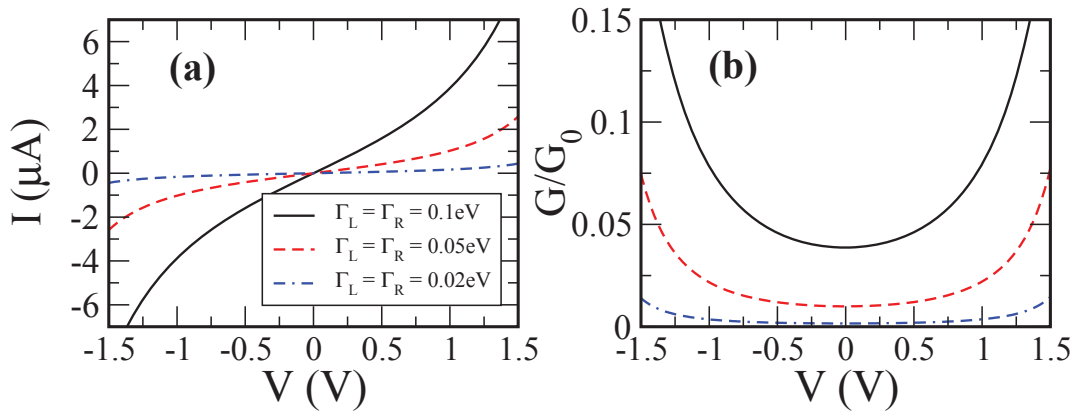 (a)
I (μA)
6
4
2
0
-2
-4
-6
Γ_L = Γ_R = 0.1eV
Γ_L = Γ_R = 0.05eV
Γ_L = Γ_R = 0.02eV
-1.5 -1 -0.5 0 0.5 1 1.5
V (V)
(b)
G/G_0
0.15
0.1
0.05
0
-1.5 -1 -0.5 0 0.5 1 1.5
V (V)